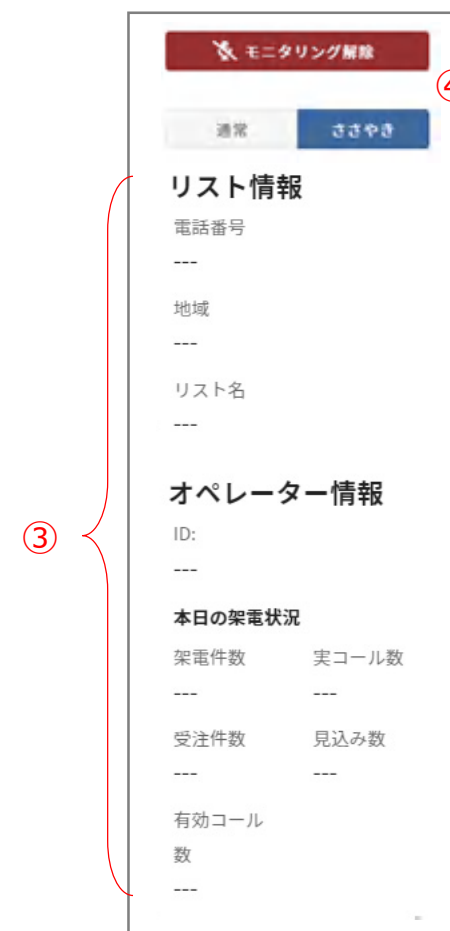 モニタリング解除
④
通常 ささやき
リスト情報
電話番号
---
地域
---
リスト名
---
オペレーター情報
③
ID:
---
本日の架電状況
架電件数 実コール数
--- ---
受注件数 見込み数
--- ---
有効コール
数
---